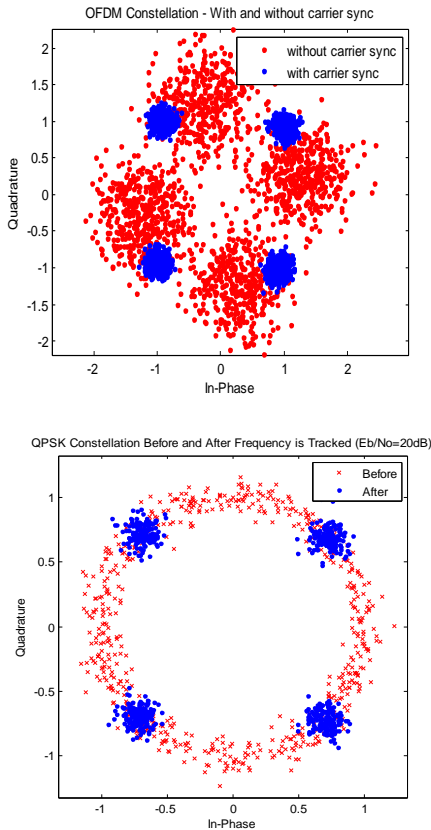 OFDM Constellation - With and without carrier sync
without carrier sync
with carrier sync
2
1.5
1
0.5
0
-0.5
-1
-1.5
-2
Quadrature
-2
-1
0
1
2
In-Phase
QPSK Constellation Before and After Frequency is Tracked (Eb/No=20dB)
Before
After
1
0.5
0
-0.5
-1
Quadrature
-1
-0.5
0
0.5
1
In-Phase